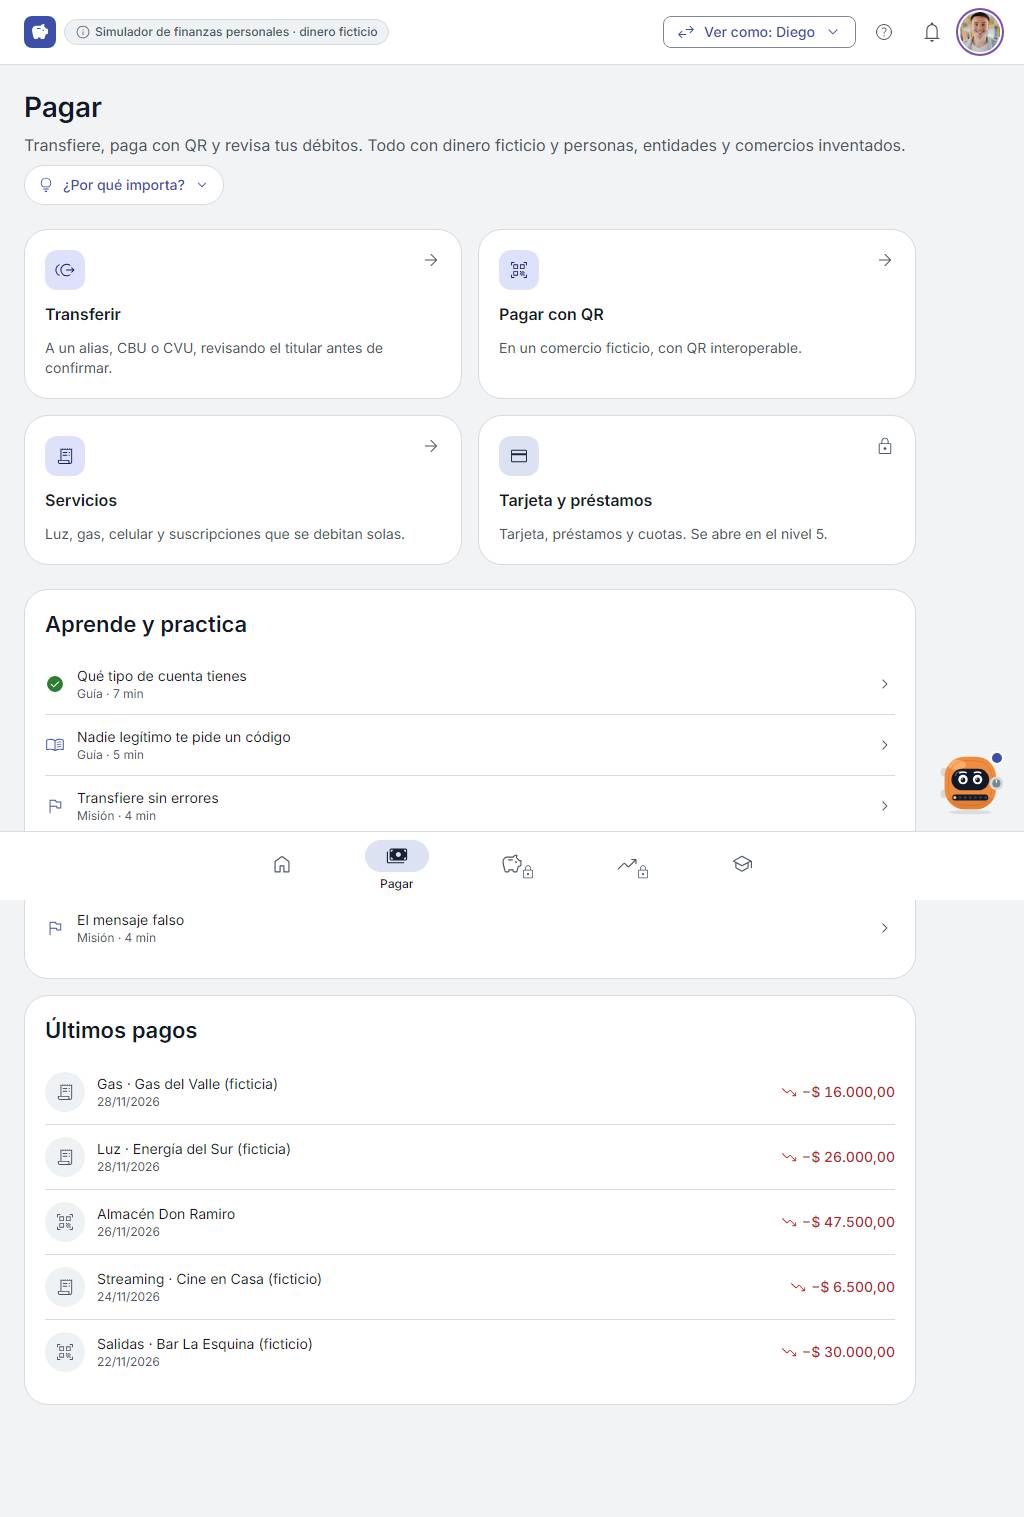 Simulador de finanzas personales · dinero ficticio
Ver como: Diego
Pagar
Transfiere, paga con QR y revisa tus débitos. Todo con dinero ficticio y personas, entidades y comercios inventados.
¿Por qué importa?
Transferir
A un alias, CBU o CVU, revisando el titular antes de
confirmar.
Pagar con QR
En un comercio ficticio, con QR interoperable.
Servicios
Luz, gas, celular y suscripciones que se debitan solas.
Tarjeta y préstamos
Tarjeta, préstamos y cuotas. Se abre en el nivel 5.
Aprende y practica
Qué tipo de cuenta tienes
Guía · 7 min
Nadie legítimo te pide un código
Guía · 5 min
Transfiere sin errores
Misión · 4 min
Pagar
El mensaje falso
Misión · 4 min
Últimos pagos
Gas · Gas del Valle (ficticia)
28/11/2026
−$ 16.000,00
Luz · Energía del Sur (ficticia)
28/11/2026
−$ 26.000,00
Almacén Don Ramiro
26/11/2026
−$ 47.500,00
Streaming · Cine en Casa (ficticio)
24/11/2026
−$ 6.500,00
Salidas · Bar La Esquina (ficticio)
22/11/2026
−$ 30.000,00